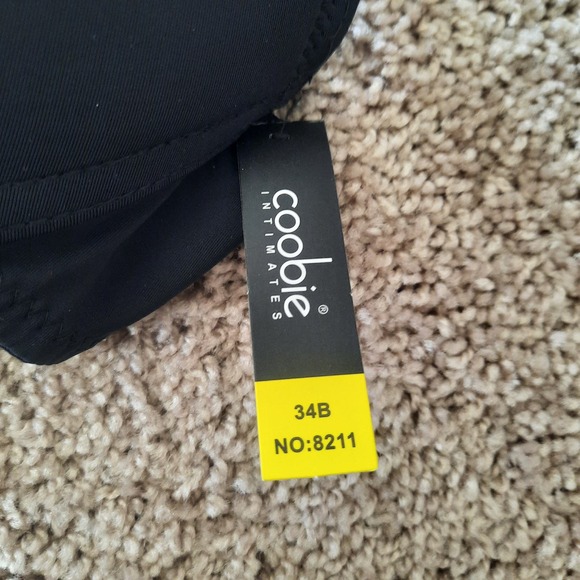 coobie®
INTIMATES
34B
NO:8211